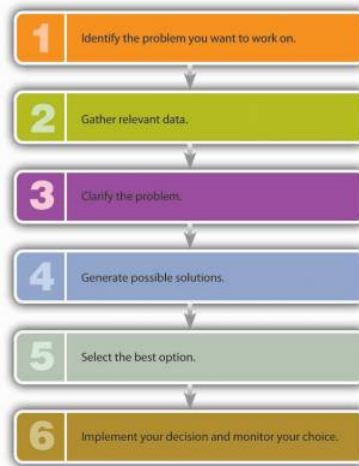 1 Identify the problem you want to work on.
2 Gather relevant data.
3 Clarify the problem.
4 Generate possible solutions.
5 Select the best option.
6 Implement your decision and monitor your choice.